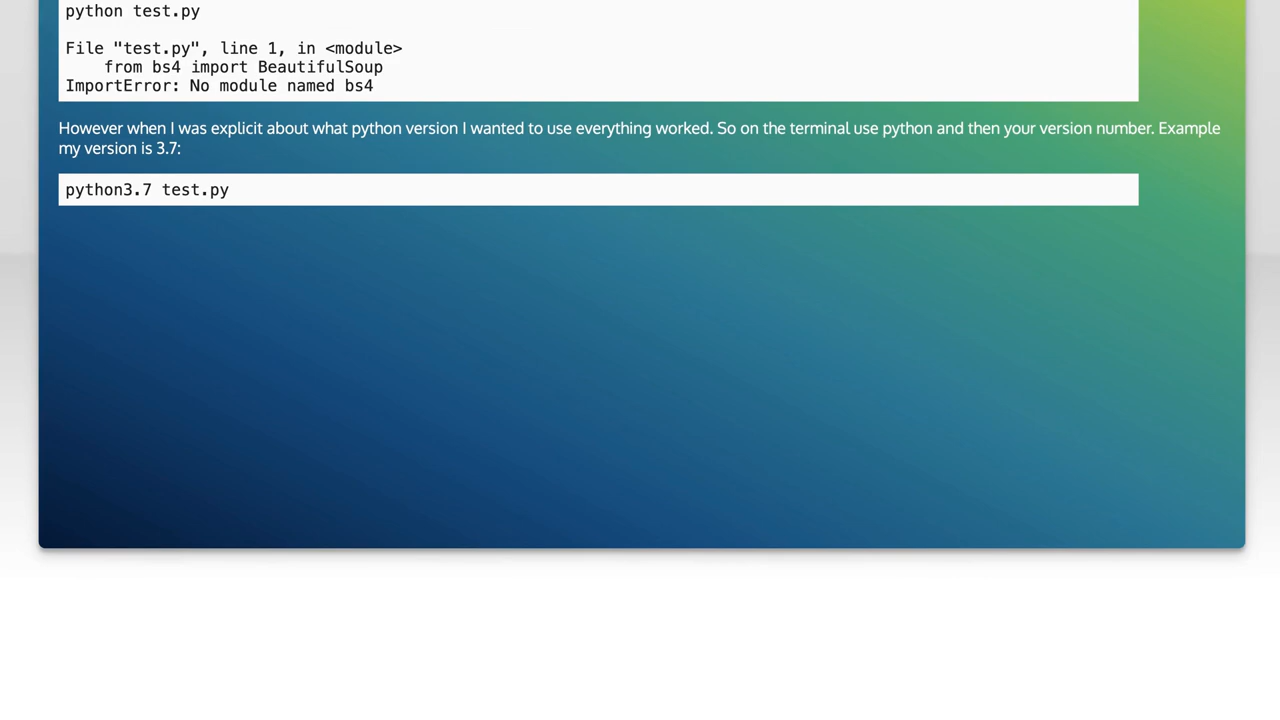 python test.py
File "test.py", line 1, in <module>
    from bs4 import BeautifulSoup
ImportError: No module named bs4
However when I was explicit about what python version I wanted to use everything worked. So on the terminal use python and then your version number. Example
my version is 3.7:
python3.7 test.py